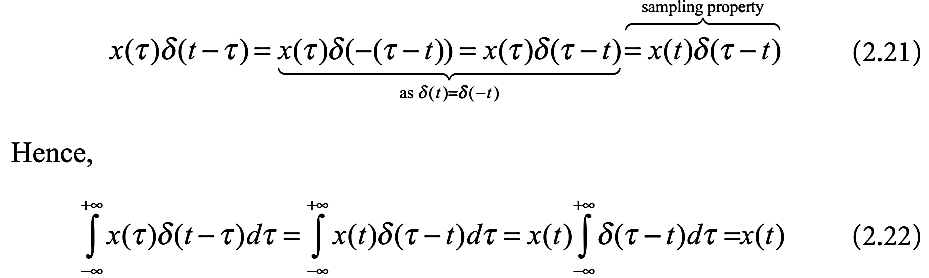 sampling property
x(τ)δ(t−τ)=x(τ)δ(−(τ−t))=x(τ)δ(τ−t)=x(t)δ(τ−t) (2.21)
as δ(t)=δ(−t)
Hence,
+∞ +∞ +∞
∫x(τ)δ(t−τ)dτ=∫x(t)δ(τ−t)dτ=x(t)∫δ(τ−t)dτ=x(t) (2.22)
−∞ −∞ −∞